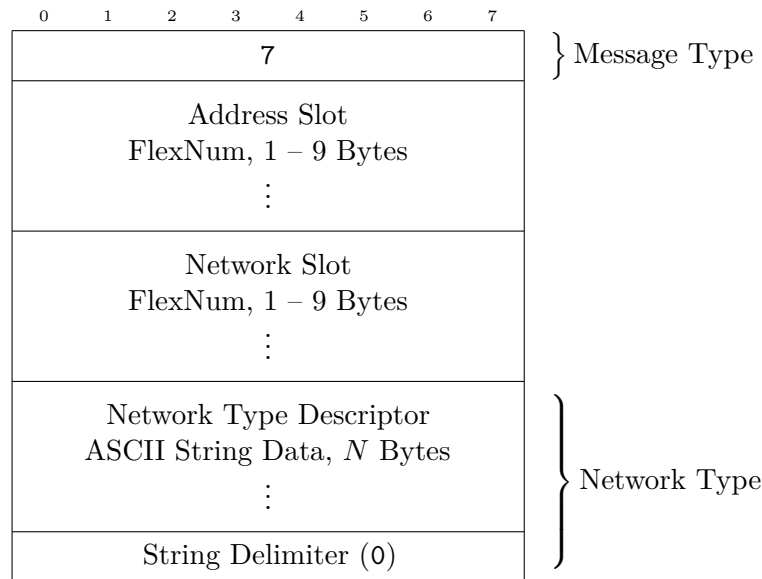 0 1 2 3 4 5 6 7
7
Message Type
Address Slot
FlexNum, 1 – 9 Bytes
⋮
Network Slot
FlexNum, 1 – 9 Bytes
⋮
Network Type Descriptor
ASCII String Data, N Bytes
⋮
Network Type
String Delimiter (0)